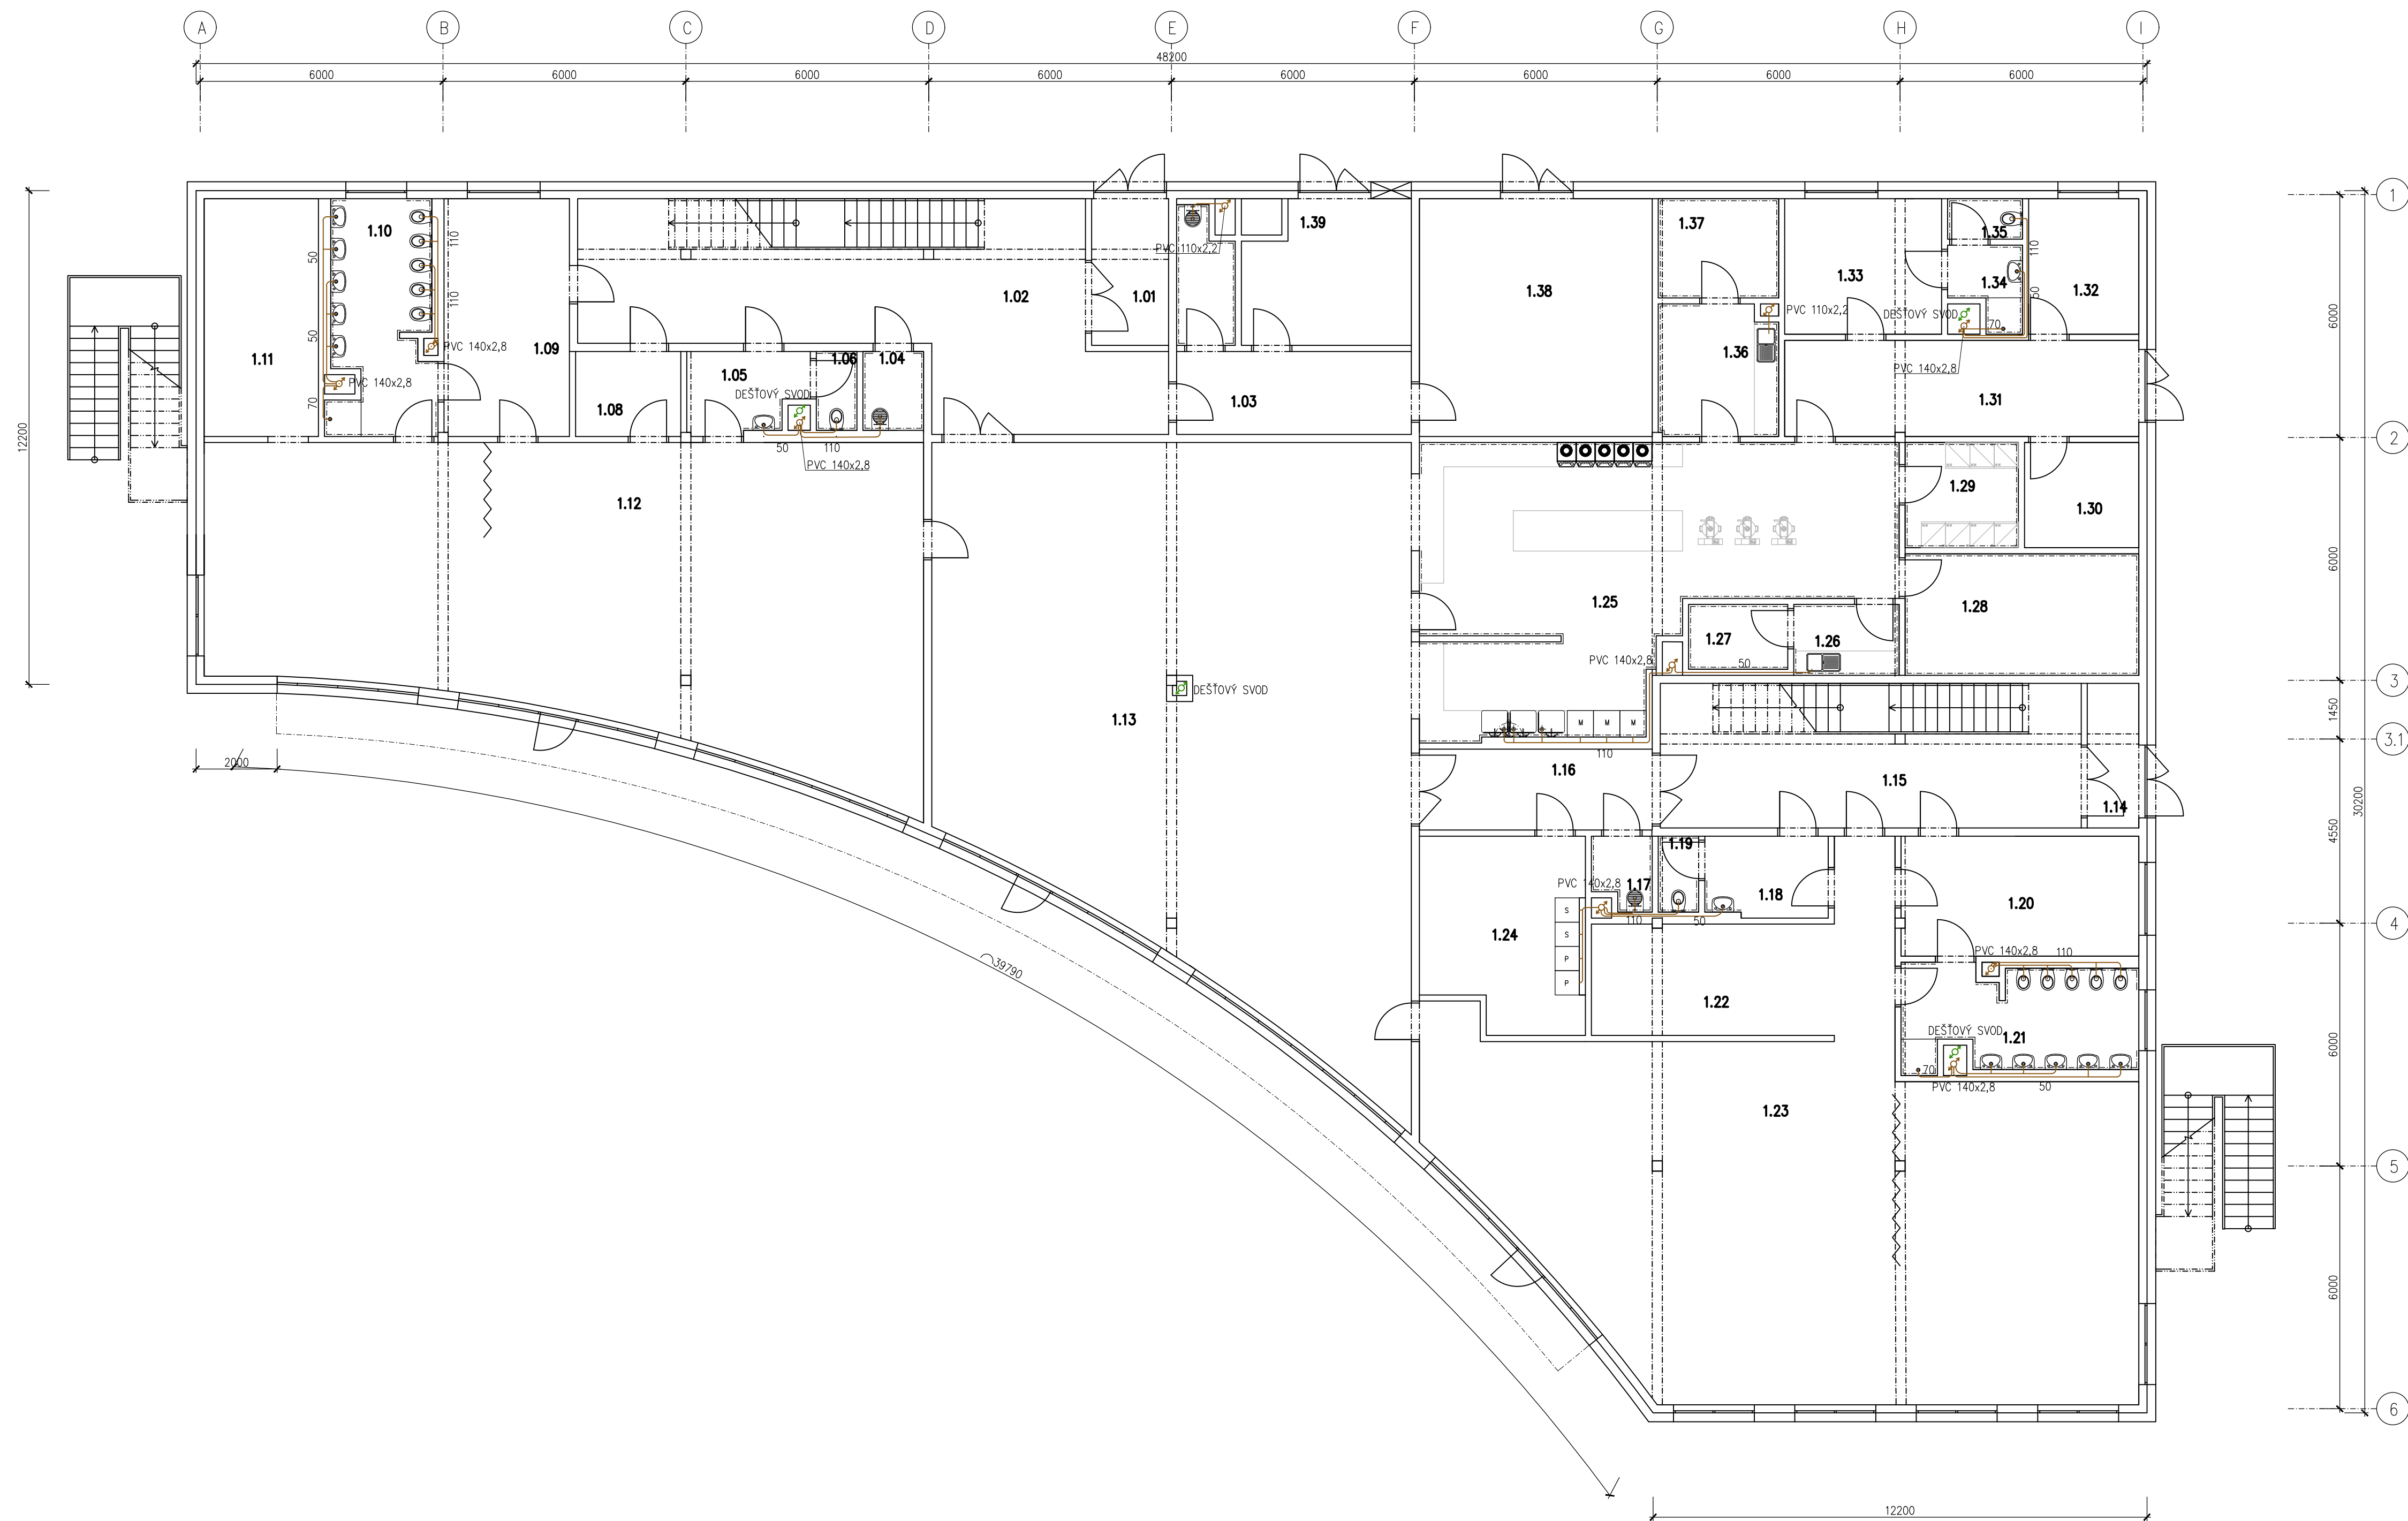 A B C D E F G H I
48200
6000 6000 6000 6000 6000 6000 6000 6000
1
1.10 1.39 1.37 1.35
110 PVC 110x2,2 110
50 1.33 1.34 1.32
1.02 1.01 1.38
110 50
PVC 110x2,2 DEŠŤOVÝ SVOD 70
6000
50 PVC 140x2,8 1.09 1.36
1.11 1.05 1.06 1.04
PVC 140x2,8 PVC 140x2,8
DEŠŤOVÝ SVOD
70 1.08 1.03 1.31
12200
50 110 2
PVC 140x2,8
1.12 1.29 1.30
6000
1.25 1.28
1.27 1.26
PVC 140x2,8 50
DEŠŤOVÝ SVOD 3
1.13 M M M 1450
110 3.1
2000 1.16 1.15
1.14 30200
4550
1.19
PVC 140x2,8 1.17 1.18 1.20
S 110 50 4
S 1.24
PVC 140x2,8 110
39790 P
P
1.22
DEŠŤOVÝ SVOD 1.21
6000
70
PVC 140x2,8 50
1.23
5
6000
6
12200